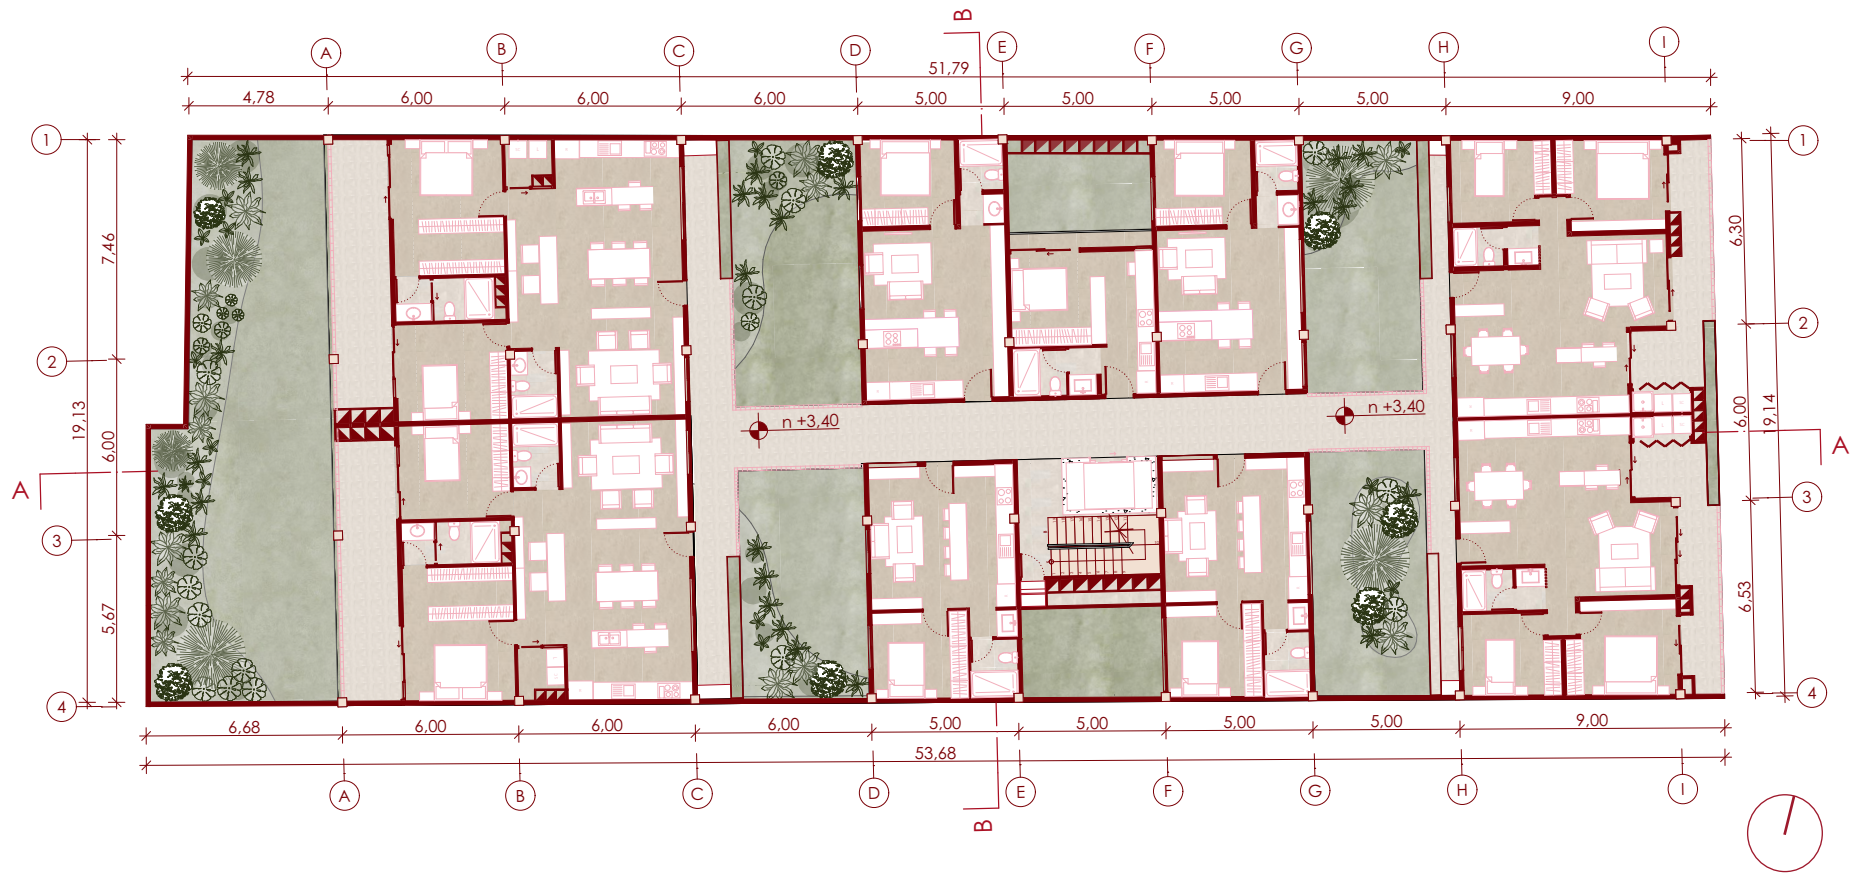 B
A
B
C
D
E
F
G
H
I
51,79
4,78
6,00
6,00
6,00
5,00
5,00
5,00
5,00
9,00
1
1
7,46
6,30
2
2
19,13
6,00
6,00
19,14
n +3,40
n +3,40
A
A
3
3
5,67
6,53
4
4
6,68
6,00
6,00
6,00
5,00
5,00
5,00
5,00
9,00
53,68
A
B
C
D
E
F
G
H
I
B